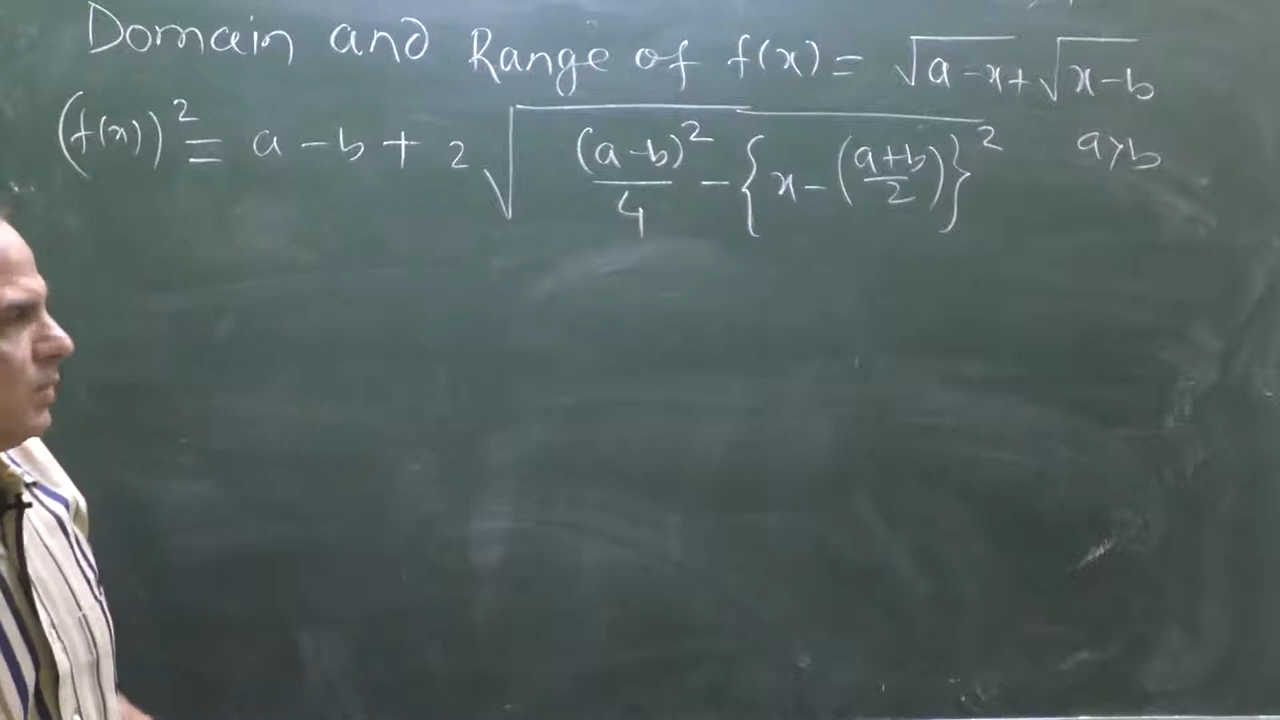 Domain and Range of f(x) = √(a-x) + √(x-b)
(f(x))² = a - b + 2√((a-b)²/4 - {x - ((a+b)/2)}²) a>b